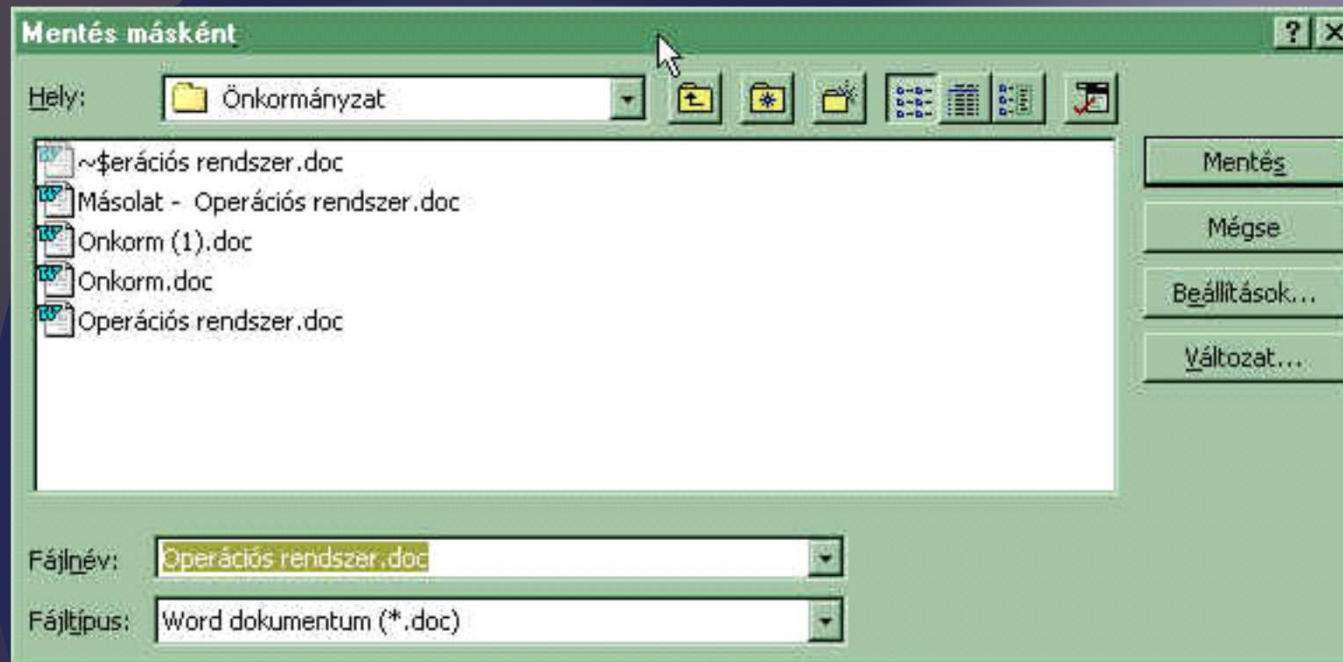 Mentés másként
Hely: Önkormányzat
~$erációs rendszer.doc
Másolat - Operációs rendszer.doc
Onkorm (1).doc
Onkorm.doc
Operációs rendszer.doc
Mentés
Mégse
Beállítások...
Változat...
Fájlnév: Operációs rendszer.doc
Fájltípus: Word dokumentum (*.doc)